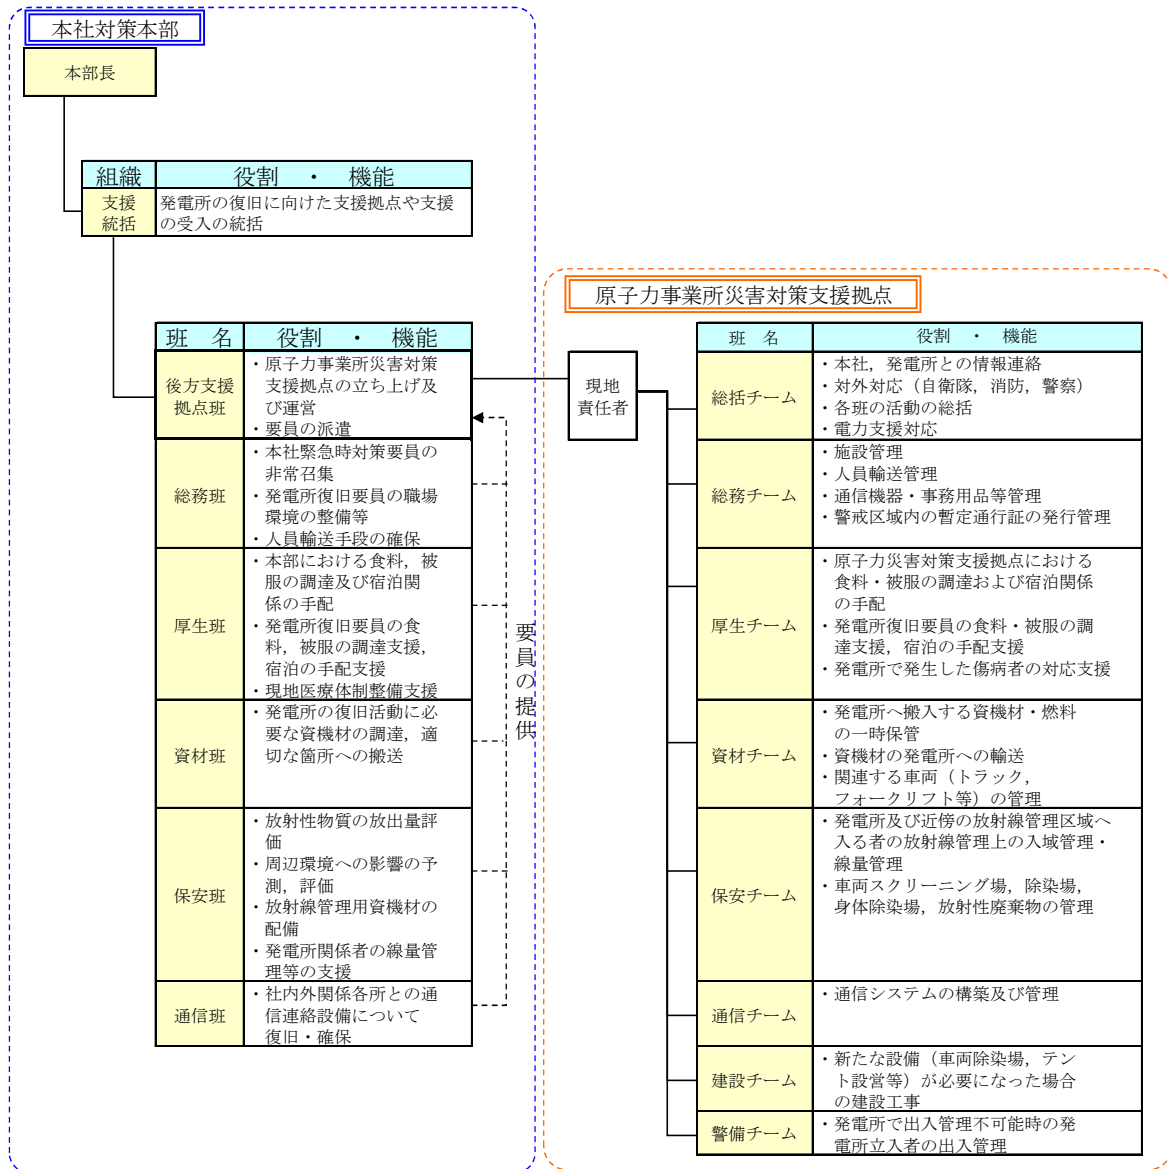 本社対策本部
本部長
組織
役割 ・ 機能
支援
統括
発電所の復旧に向けた支援拠点や支援
の受入の統括
班 名
役割 ・ 機能
後方支援
拠点班
・原子力事業所災害対策
支援拠点の立ち上げ及
び運営
・要員の派遣
総務班
・本社緊急時対策要員の
非常召集
・発電所復旧要員の職場
環境の整備等
・人員輸送手段の確保
厚生班
・本部における食料，被
服の調達及び宿泊関
係の手配
・発電所復旧要員の食
料，被服の調達支援，
宿泊の手配支援
・現地医療体制整備支援
資材班
・発電所の復旧活動に必
要な資機材の調達，適
切な箇所への搬送
保安班
・放射性物質の放出量評
価
・周辺環境への影響の予
測，評価
・放射線管理用資機材の
配備
・発電所関係者の線量管
理等の支援
通信班
・社内外関係各所との通
信連絡設備について
復旧・確保
要員の提供
原子力事業所災害対策支援拠点
現地
責任者
班 名
役割 ・ 機能
総括チーム
・本社，発電所との情報連絡
・対外対応（自衛隊，消防，警察）
・各班の活動の総括
・電力支援対応
総務チーム
・施設管理
・人員輸送管理
・通信機器・事務用品等管理
・警戒区域内の暫定通行証の発行管理
厚生チーム
・原子力災害対策支援拠点における
食料・被服の調達および宿泊関係
の手配
・発電所復旧要員の食料・被服の調
達支援，宿泊の手配支援
・発電所で発生した傷病者の対応支援
資材チーム
・発電所へ搬入する資機材・燃料
の一時保管
・資機材の発電所への輸送
・関連する車両（トラック，
フォークリフト等）の管理
保安チーム
・発電所及び近傍の放射線管理区域へ
入る者の放射線管理上の入域管理・
線量管理
・車両スクリーニング場，除染場，
身体除染場，放射性廃棄物の管理
通信チーム
・通信システムの構築及び管理
建設チーム
・新たな設備（車両除染場，テン
ト設営等）が必要になった場合
の建設工事
警備チーム
・発電所で出入管理不可能時の発
電所立入者の出入管理